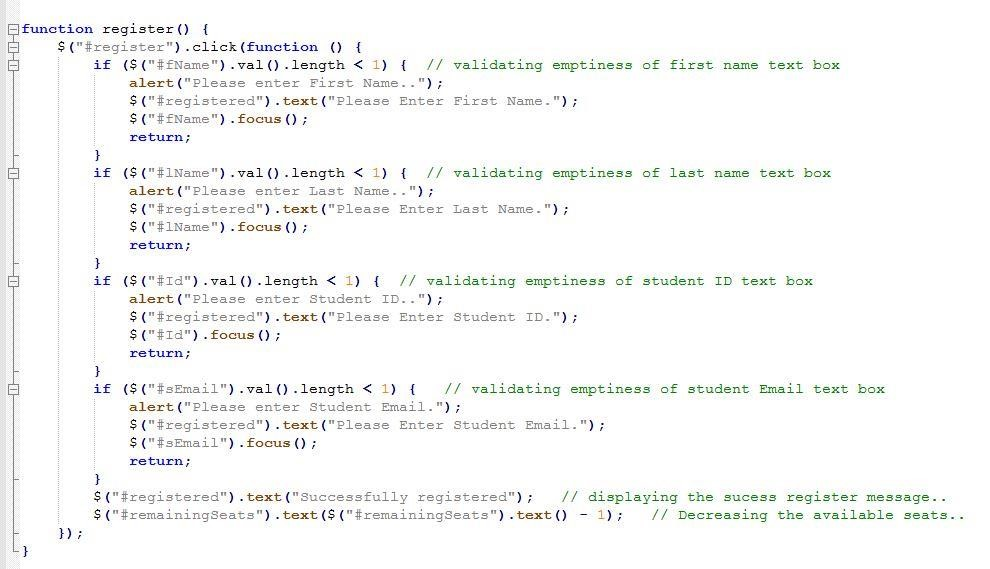 function register() {
    $("#register").click(function () {
        if ($("#fName").val().length < 1) {  // validating emptiness of first name text box
            alert("Please enter First Name..");
            $("#registered").text("Please Enter First Name.");
            $("#fName").focus();
            return;
        }
        if ($("#lName").val().length < 1) {  // validating emptiness of last name text box
            alert("Please enter Last Name..");
            $("#registered").text("Please Enter Last Name.");
            $("#lName").focus();
            return;
        }
        if ($("#Id").val().length < 1) {  // validating emptiness of student ID text box
            alert("Please enter Student ID..");
            $("#registered").text("Please Enter Student ID.");
            $("#Id").focus();
            return;
        }
        if ($("#sEmail").val().length < 1) {   // validating emptiness of student Email text box
            alert("Please enter Student Email.");
            $("#registered").text("Please Enter Student Email.");
            $("#sEmail").focus();
            return;
        }
        $("#registered").text("Successfully registered");   // displaying the sucess register message..
        $("#remainingSeats").text($("#remainingSeats").text() - 1);   // Decreasing the available seats..
    });
}